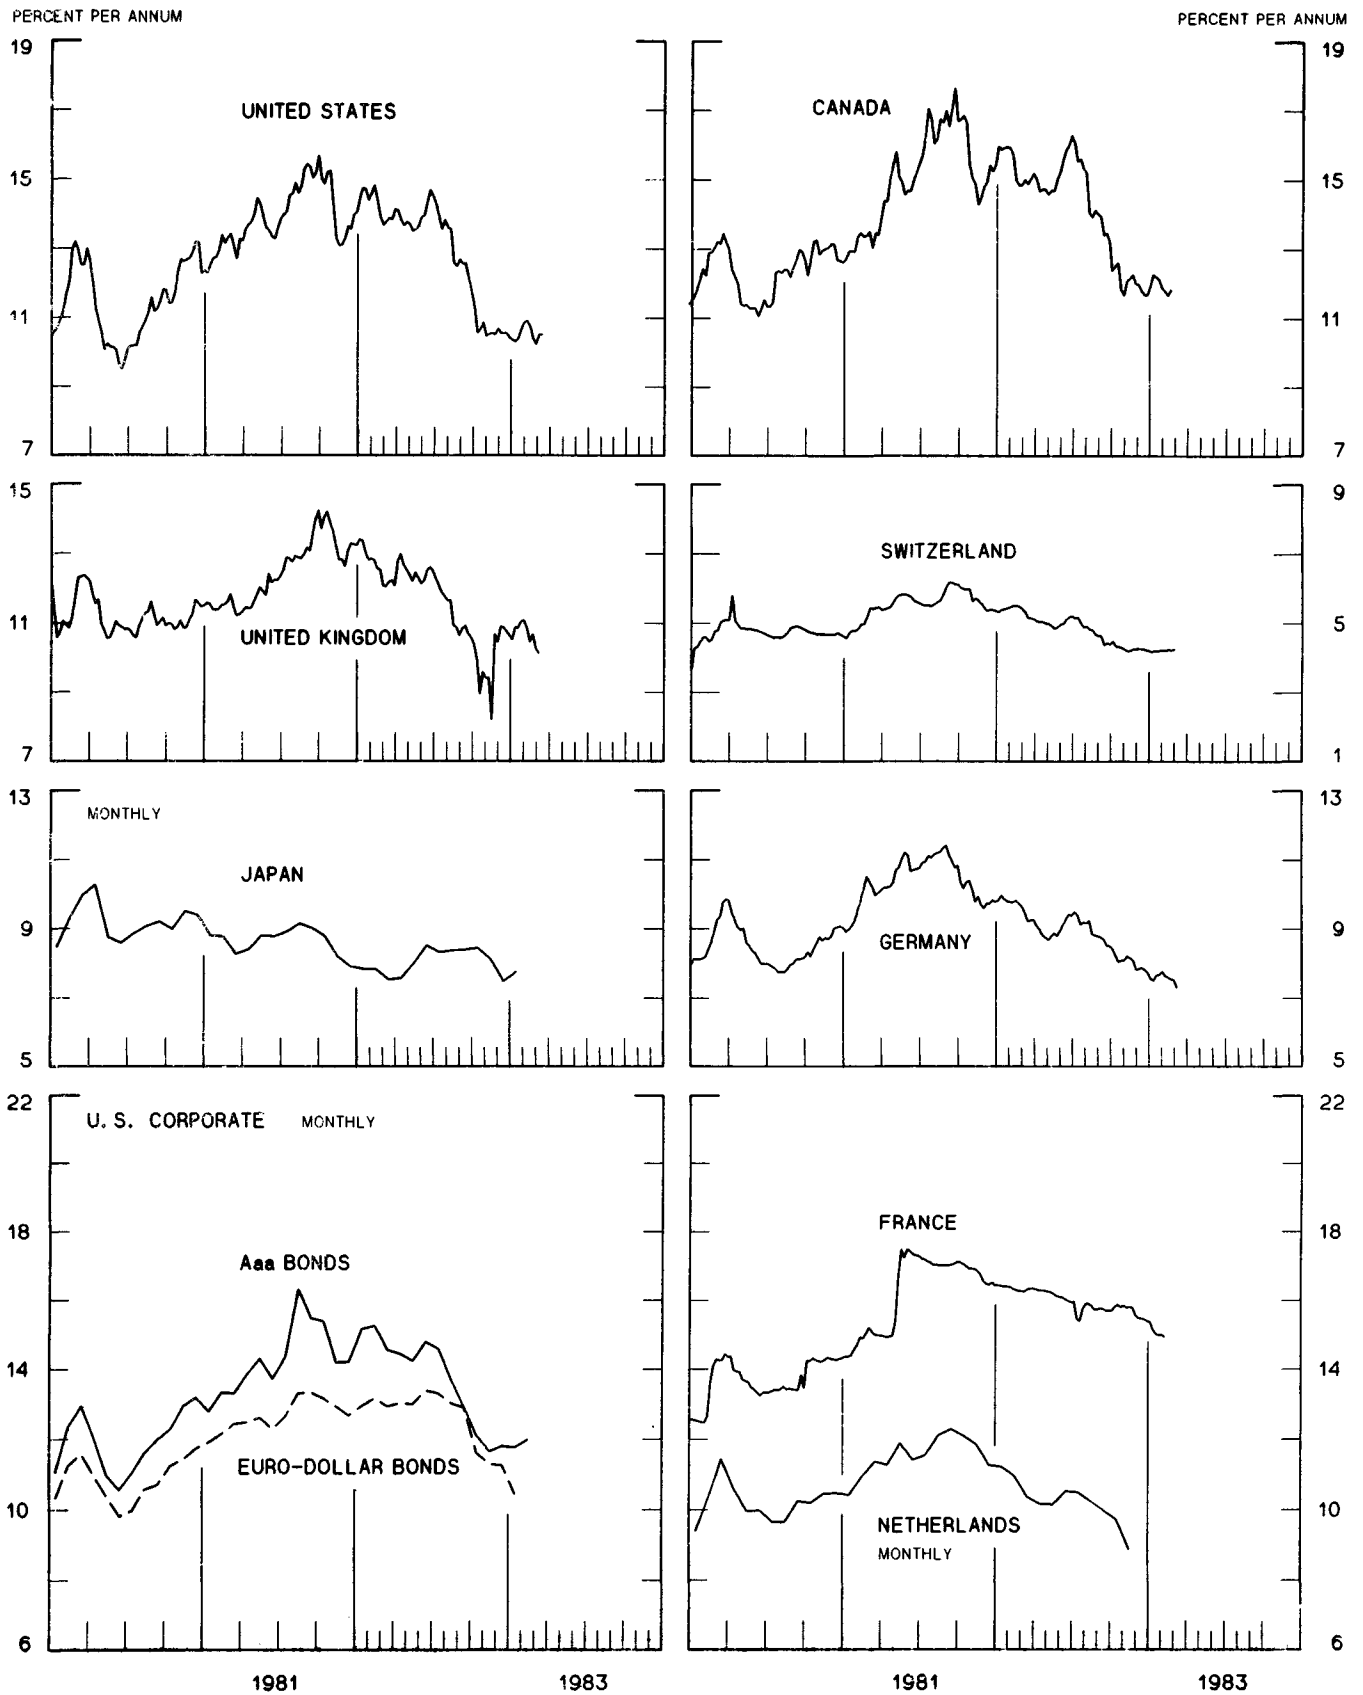 PERCENT PER ANNUM
PERCENT PER ANNUM
19
15
11
7
UNITED STATES
CANADA
19
15
11
7
15
11
7
UNITED KINGDOM
SWITZERLAND
9
5
1
13
9
5
MONTHLY
JAPAN
GERMANY
13
9
5
22
18
14
10
6
U. S. CORPORATE MONTHLY
Aaa BONDS
EURO-DOLLAR BONDS
FRANCE
NETHERLANDS
MONTHLY
22
18
14
10
6
1981
1983
1981
1983